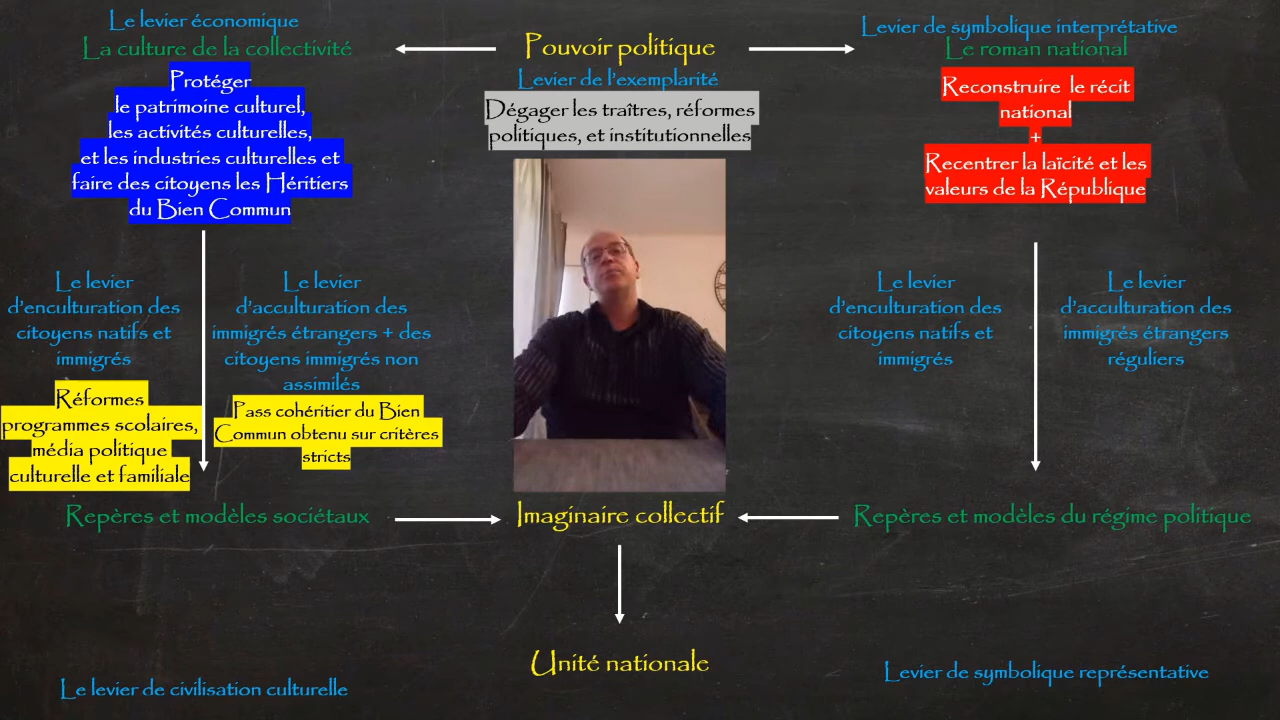 Le levier économique
La culture de la collectivité
Protéger
le patrimoine culturel,
les activités culturelles,
et les industries culturelles et
faire des citoyens les Héritiers
du Bien Commun
Pouvoir politique
Levier de l'exemplarité
Dégager les traîtres, réformes
politiques, et institutionnelles
Levier de symbolique interprétative
Le roman national
Reconstruire le récit
national
+
Recentrer la laïcité et les
valeurs de la République
Le levier
d'enculturation des
citoyens natifs et
immigrés
Réformes
programmes scolaires,
média politique
culturelle et familiale
Le levier
d'acculturation des
immigrés étrangers + des
citoyens immigrés non
assimilés
Pass cohéritier du Bien
Commun obtenu sur critères
stricts
Le levier
d'enculturation des
citoyens natifs et
immigrés
Le levier
d'acculturation des
immigrés étrangers
réguliers
Repères et modèles sociétaux
Imaginaire collectif
Repères et modèles du régime politique
Unité nationale
Le levier de civilisation culturelle
Levier de symbolique représentative